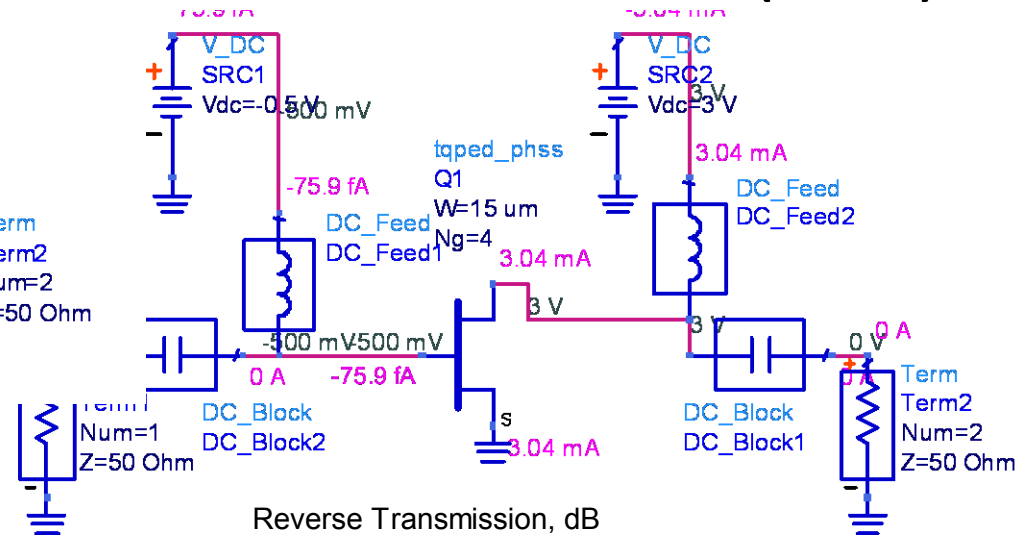 V_DC
SRC1
Vdc=-0.5 V
-500 mV
-75.9 fA
DC_Feed
DC_Feed1
50 Ohm
tqped_phss
Q1
W=15 um
Ng=4
3.04 mA
3 V
V_DC
SRC2
Vdc=3 V
3 V
3.04 mA
DC_Feed
DC_Feed2
-500 mV
-500 mV
0 A
-75.9 fA
DC_Block
DC_Block2
Num=1
Z=50 Ohm
s
3.04 mA
3 V
0 V
0 A
0 A
DC_Block
DC_Block1
Term
Term2
Num=2
Z=50 Ohm
Reverse Transmission, dB